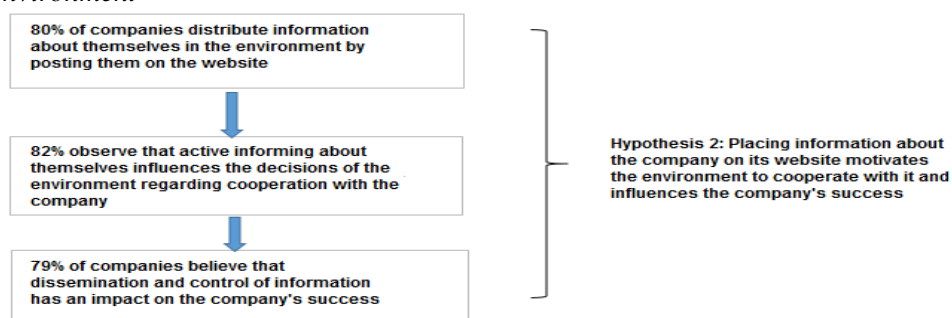 80% of companies distribute information
about themselves in the environment by
posting them on the website
82% observe that active informing about
themselves influences the decisions of the
environment regarding cooperation with the
company
79% of companies believe that
dissemination and control of information
has an impact on the company's success
Hypothesis 2: Placing information about
the company on its website motivates
the environment to cooperate with it and
influences the company's success